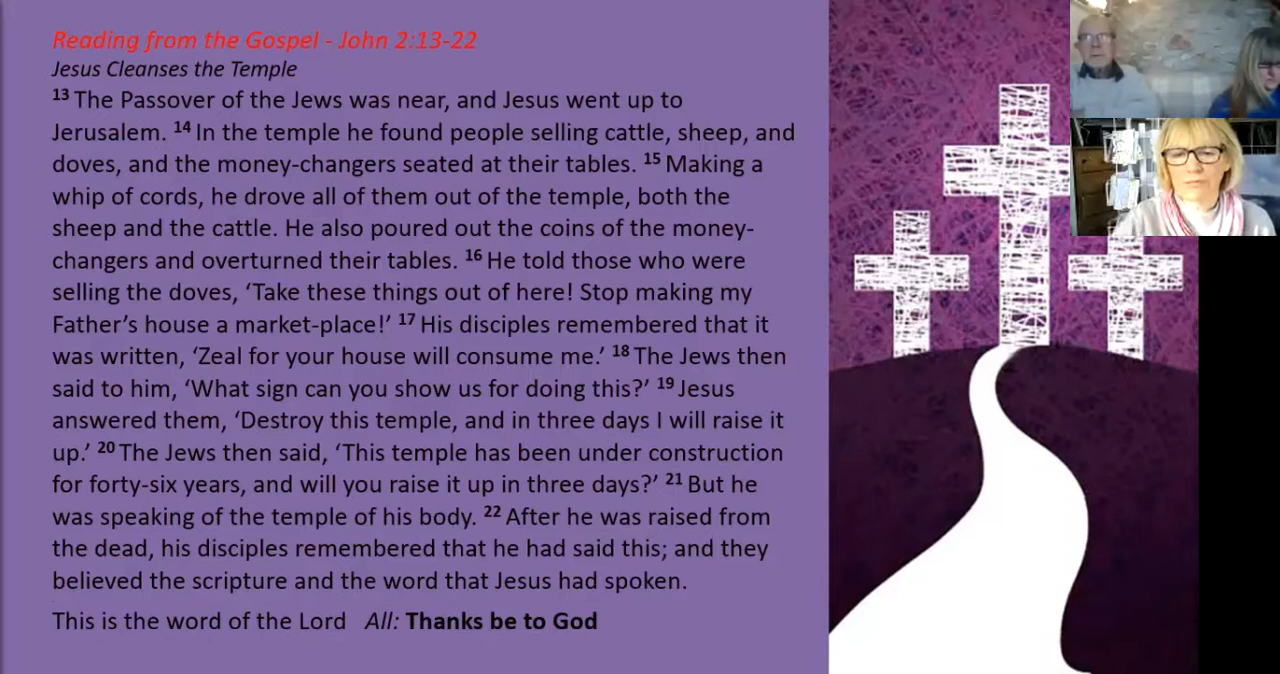 Reading from the Gospel - John 2:13-22
Jesus Cleanses the Temple
13 The Passover of the Jews was near, and Jesus went up to
Jerusalem. 14 In the temple he found people selling cattle, sheep, and
doves, and the money-changers seated at their tables. 15 Making a
whip of cords, he drove all of them out of the temple, both the
sheep and the cattle. He also poured out the coins of the money-
changers and overturned their tables. 16 He told those who were
selling the doves, ‘Take these things out of here! Stop making my
Father’s house a market-place!’ 17 His disciples remembered that it
was written, ‘Zeal for your house will consume me.’ 18 The Jews then
said to him, ‘What sign can you show us for doing this?’ 19 Jesus
answered them, ‘Destroy this temple, and in three days I will raise it
up.’ 20 The Jews then said, ‘This temple has been under construction
for forty-six years, and will you raise it up in three days?’ 21 But he
was speaking of the temple of his body. 22 After he was raised from
the dead, his disciples remembered that he had said this; and they
believed the scripture and the word that Jesus had spoken.
This is the word of the Lord All: Thanks be to God